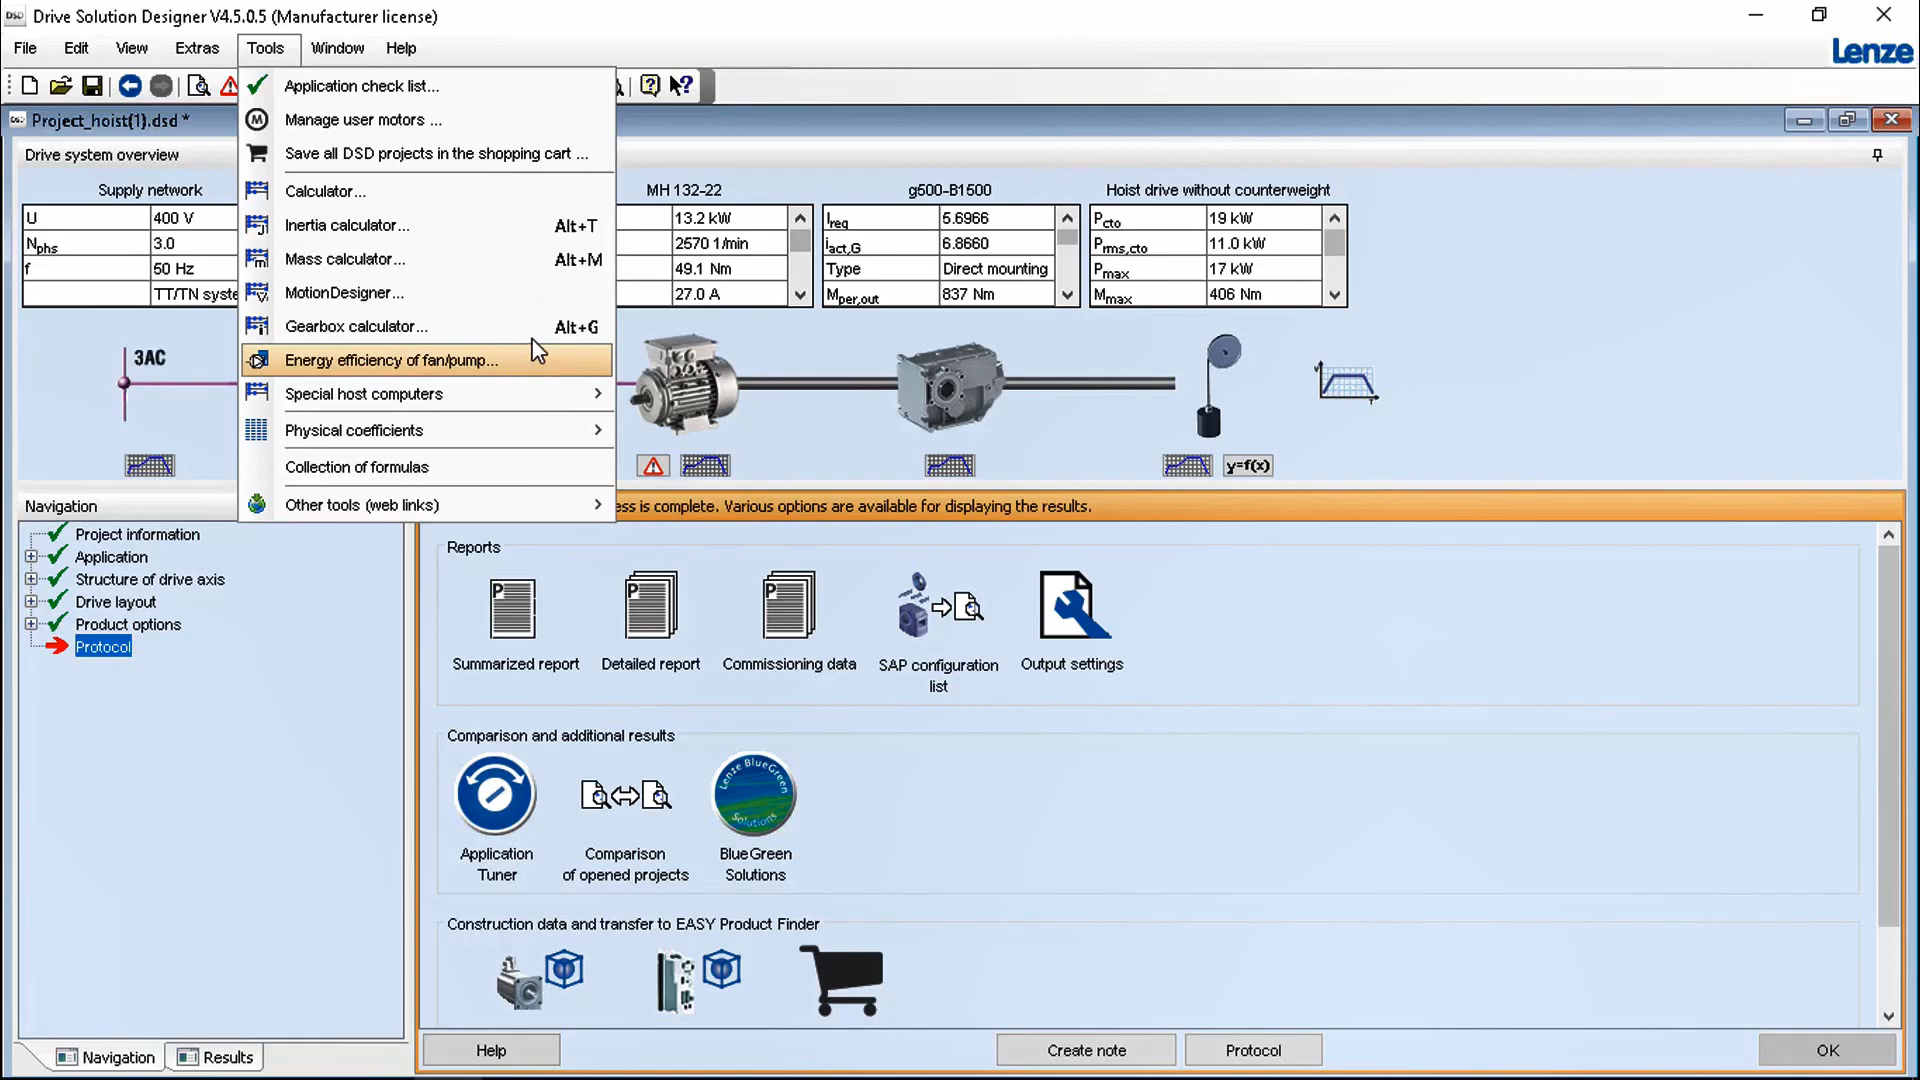 Drive Solution Designer V4.5.0.5 (Manufacturer license)
File Edit View Extras Tools Window Help
Lenze
Application check list...
Manage user motors ...
Save all DSD projects in the shopping cart ...
Calculator...
Inertia calculator... Alt+T
Mass calculator... Alt+M
MotionDesigner...
Gearbox calculator... Alt+G
Energy efficiency of fan/pump...
Special host computers
Physical coefficients
Collection of formulas
Other tools (web links)
Project_hoist(1).dsd *
Drive system overview
Supply network
U 400 V
Nphs 3.0
f 50 Hz
TT/TN syste
MH 132-22
13.2 kW
2570 1/min
49.1 Nm
27.0 A
g500-B1500
ireq 5.6966
iact,G 6.8660
Type Direct mounting
Mper,out 837 Nm
Hoist drive without counterweight
Pcto 19 kW
Prms,cto 11.0 kW
Pmax 17 kW
Mmax 406 Nm
3AC
y=f(x)
Navigation
Project information
Application
Structure of drive axis
Drive layout
Product options
Protocol
Navigation Results
ess is complete. Various options are available for displaying the results.
Reports
Summarized report
Detailed report
Commissioning data
SAP configuration
list
Output settings
Comparison and additional results
Lenze BlueGreen
Solutions
Application
Tuner
Comparison
of opened projects
BlueGreen
Solutions
Construction data and transfer to EASY Product Finder
Help Create note Protocol OK